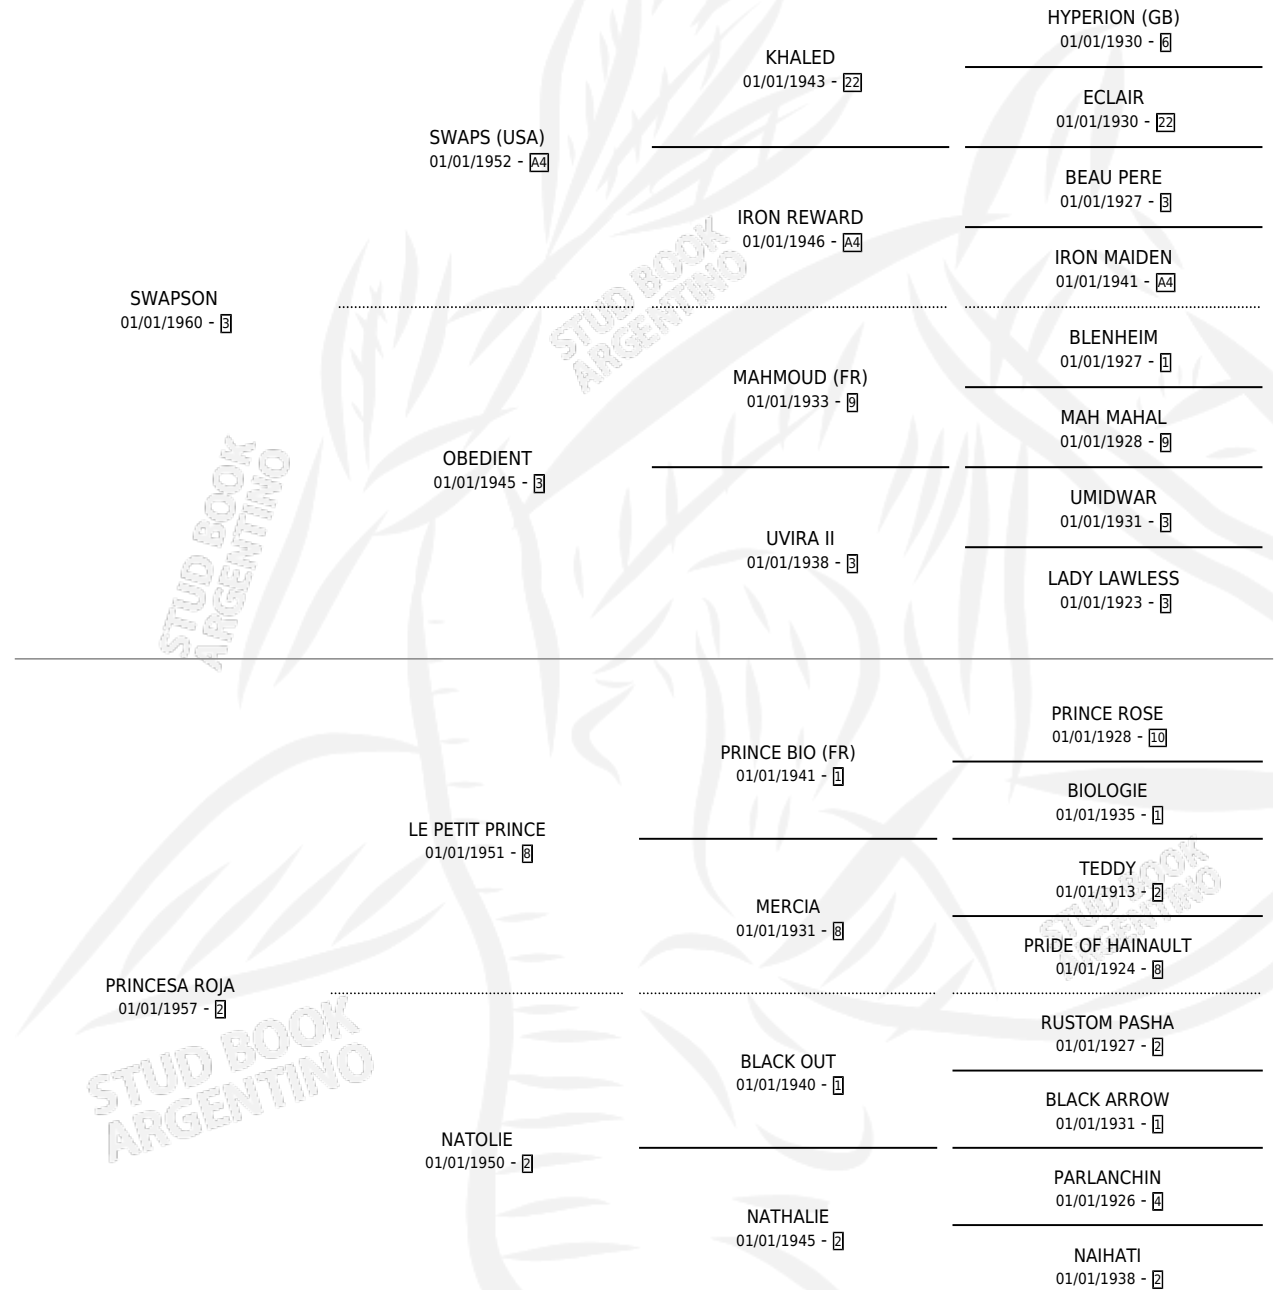 HYPERION (GB)
01/01/1930 - 6
KHALED
01/01/1943 - 22
ECLAIR
01/01/1930 - 22
SWAPS (USA)
01/01/1952 - A4
BEAU PERE
01/01/1927 - 3
IRON REWARD
01/01/1946 - A4
IRON MAIDEN
01/01/1941 - A4
SWAPSON
01/01/1960 - 3
BLENHEIM
01/01/1927 - 1
MAHMOUD (FR)
01/01/1933 - 9
MAH MAHAL
01/01/1928 - 9
OBEDIENT
01/01/1945 - 3
UMIDWAR
01/01/1931 - 3
UVIRA II
01/01/1938 - 3
LADY LAWLESS
01/01/1923 - 3
PRINCE ROSE
01/01/1928 - 10
PRINCE BIO (FR)
01/01/1941 - 1
BIOLOGIE
01/01/1935 - 1
LE PETIT PRINCE
01/01/1951 - 8
TEDDY
01/01/1913 - 2
MERCIA
01/01/1931 - 8
PRIDE OF HAINAULT
01/01/1924 - 8
PRINCESA ROJA
01/01/1957 - 2
RUSTOM PASHA
01/01/1927 - 2
BLACK OUT
01/01/1940 - 1
BLACK ARROW
01/01/1931 - 1
NATOLIE
01/01/1950 - 2
PARLANCHIN
01/01/1926 - 4
NATHALIE
01/01/1945 - 2
NAIHATI
01/01/1938 - 2
STUD BOOK
ARGENTINO
STUD BOOK
ARGENTINO
STUD BOOK
ARGENTINO
STUD BOOK
ARGENTINO